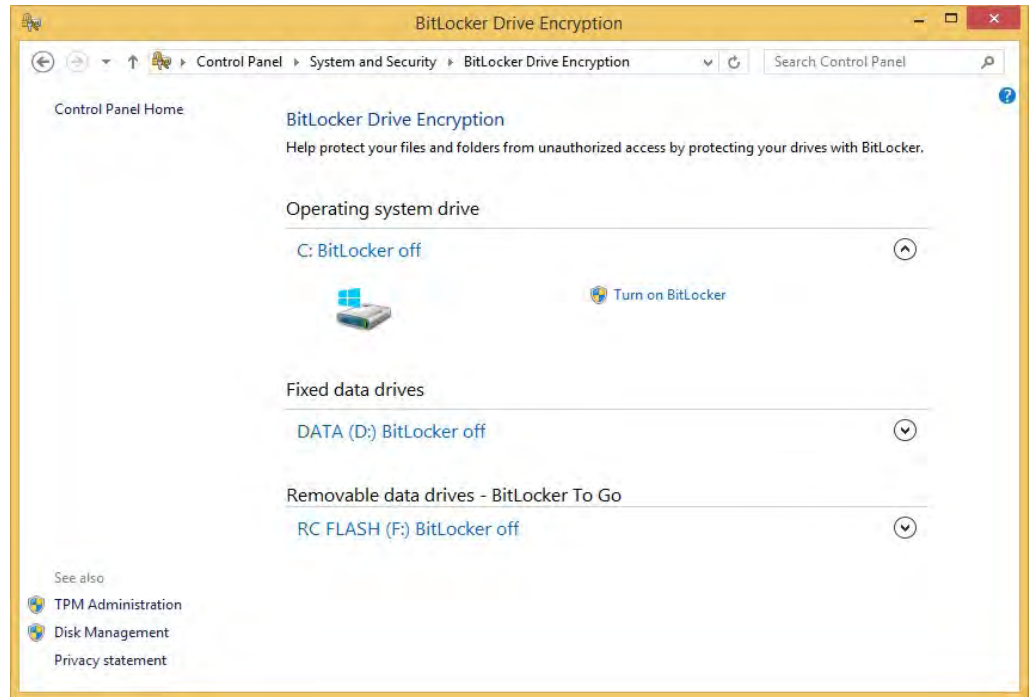 BitLocker Drive Encryption
Control Panel ▸ System and Security ▸ BitLocker Drive Encryption
Search Control Panel
Control Panel Home
BitLocker Drive Encryption
Help protect your files and folders from unauthorized access by protecting your drives with BitLocker.
Operating system drive
C: BitLocker off
Turn on BitLocker
Fixed data drives
DATA (D:) BitLocker off
Removable data drives - BitLocker To Go
RC FLASH (F:) BitLocker off
See also
TPM Administration
Disk Management
Privacy statement